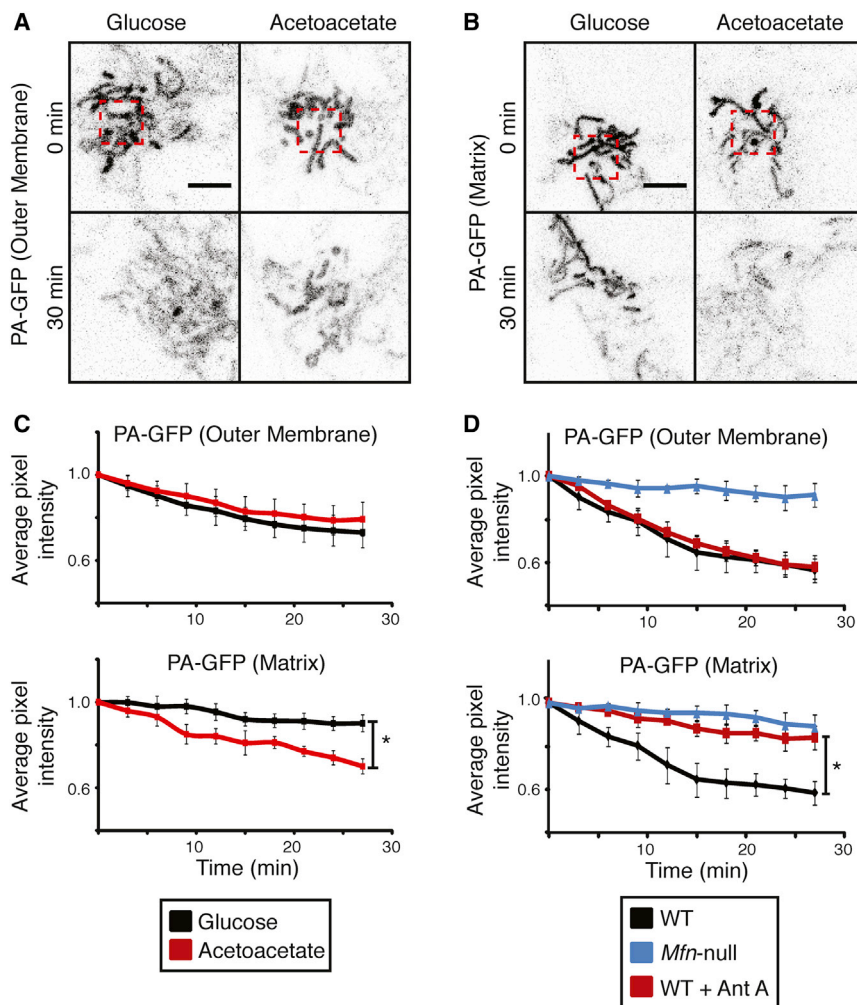 A
Glucose
Acetoacetate
PA-GFP (Outer Membrane)
0 min
30 min
B
Glucose
Acetoacetate
PA-GFP (Matrix)
0 min
30 min
C
PA-GFP (Outer Membrane)
Average pixel
intensity
1.0
0.6
0
10
20
30
PA-GFP (Matrix)
Average pixel
intensity
1.0
0.6
*
0
10
20
30
Time (min)
Glucose
Acetoacetate
D
PA-GFP (Outer Membrane)
Average pixel
intensity
1.0
0.6
0
10
20
30
PA-GFP (Matrix)
Average pixel
intensity
1.0
0.6
*
0
10
20
30
Time (min)
WT
Mfn-null
WT + Ant A